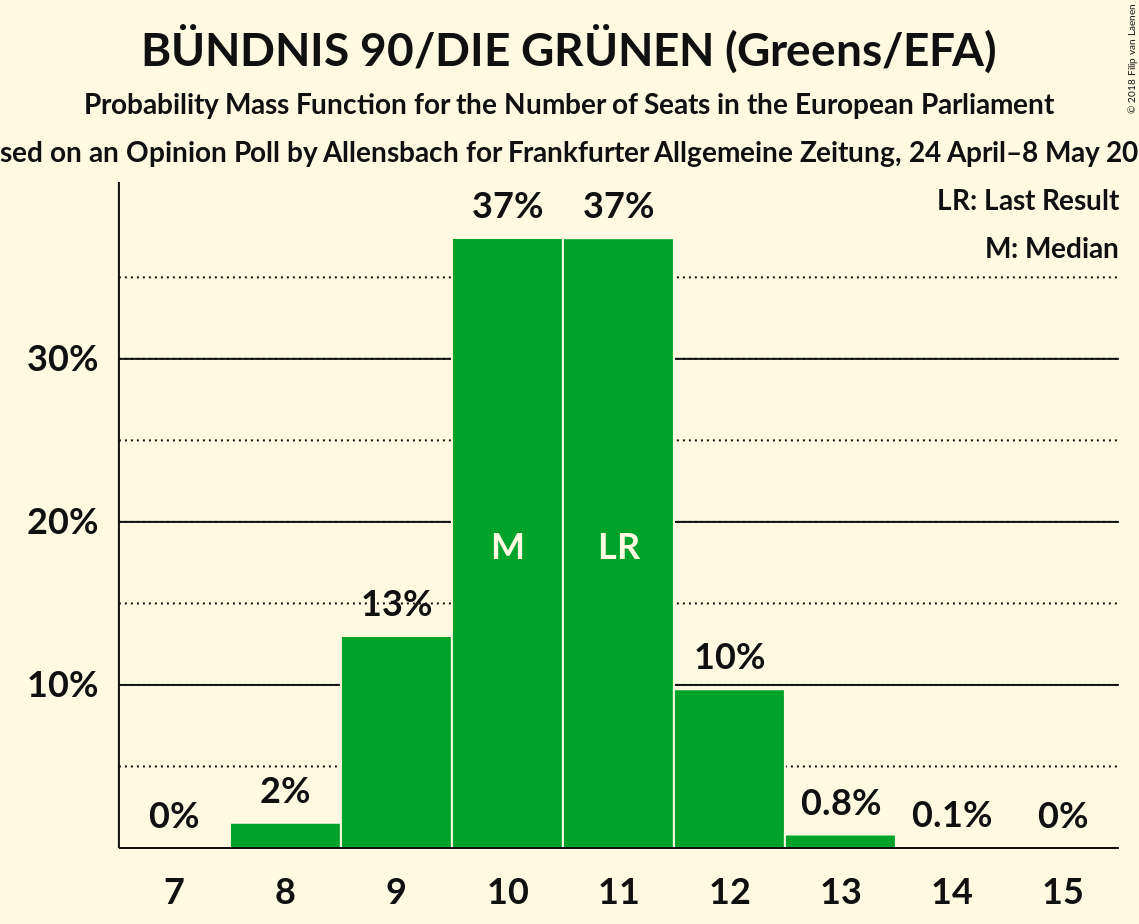 © 2018 Filip van Laenen
BÜNDNIS 90/DIE GRÜNEN (Greens/EFA)
Probability Mass Function for the Number of Seats in the European Parliament
sed on an Opinion Poll by Allensbach for Frankfurter Allgemeine Zeitung, 24 April–8 May 20
LR: Last Result
M: Median
37% 37%
30%
20%
M LR
13%
10%
10%
2%
0%
0.8%
0.1%
0%
7 8 9 10 11 12 13 14 15